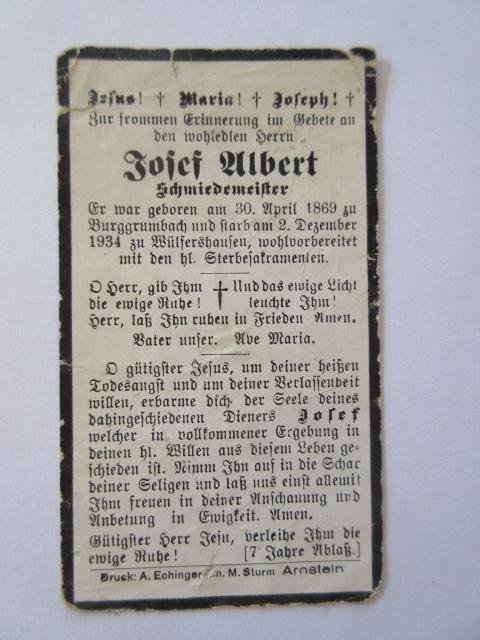 Jesus! † Maria! † Joseph! †
Zur frommen Erinnerung im Gebete an
den wohledlen Herrn
Josef Albert
Schmiedemeister
Er war geboren am 30. April 1869 zu
Burggrumbach und starb am 2. Dezember
1934 zu Wülfershausen, wohlvorbereitet
mit den hl. Sterbesakramenten.
O Herr, gib Ihm † Und das ewige Licht
die ewige Ruhe! leuchte Ihm!
Herr, laß Ihn ruhen in Frieden Amen.
Vater unser. Ave Maria.
O gütigster Jesus, um deiner heißen
Todesangst und um deiner Verlassenheit
willen, erbarme dich der Seele deines
dahingeschiedenen Dieners Josef
welcher in vollkommener Ergebung in
deinen hl. Willen aus diesem Leben ge-
schieden ist. Nimm Ihn auf in die Schar
deiner Seligen und laß uns einst allemit
Ihm freuen in deiner Anschauung und
Anbetung in Ewigkeit. Amen.
Gütigster Herr Jesu, verleihe Ihm die
ewige Ruhe! [7 Jahre Ablaß.]
Druck: A. Echinger M. Sturm Arnstein